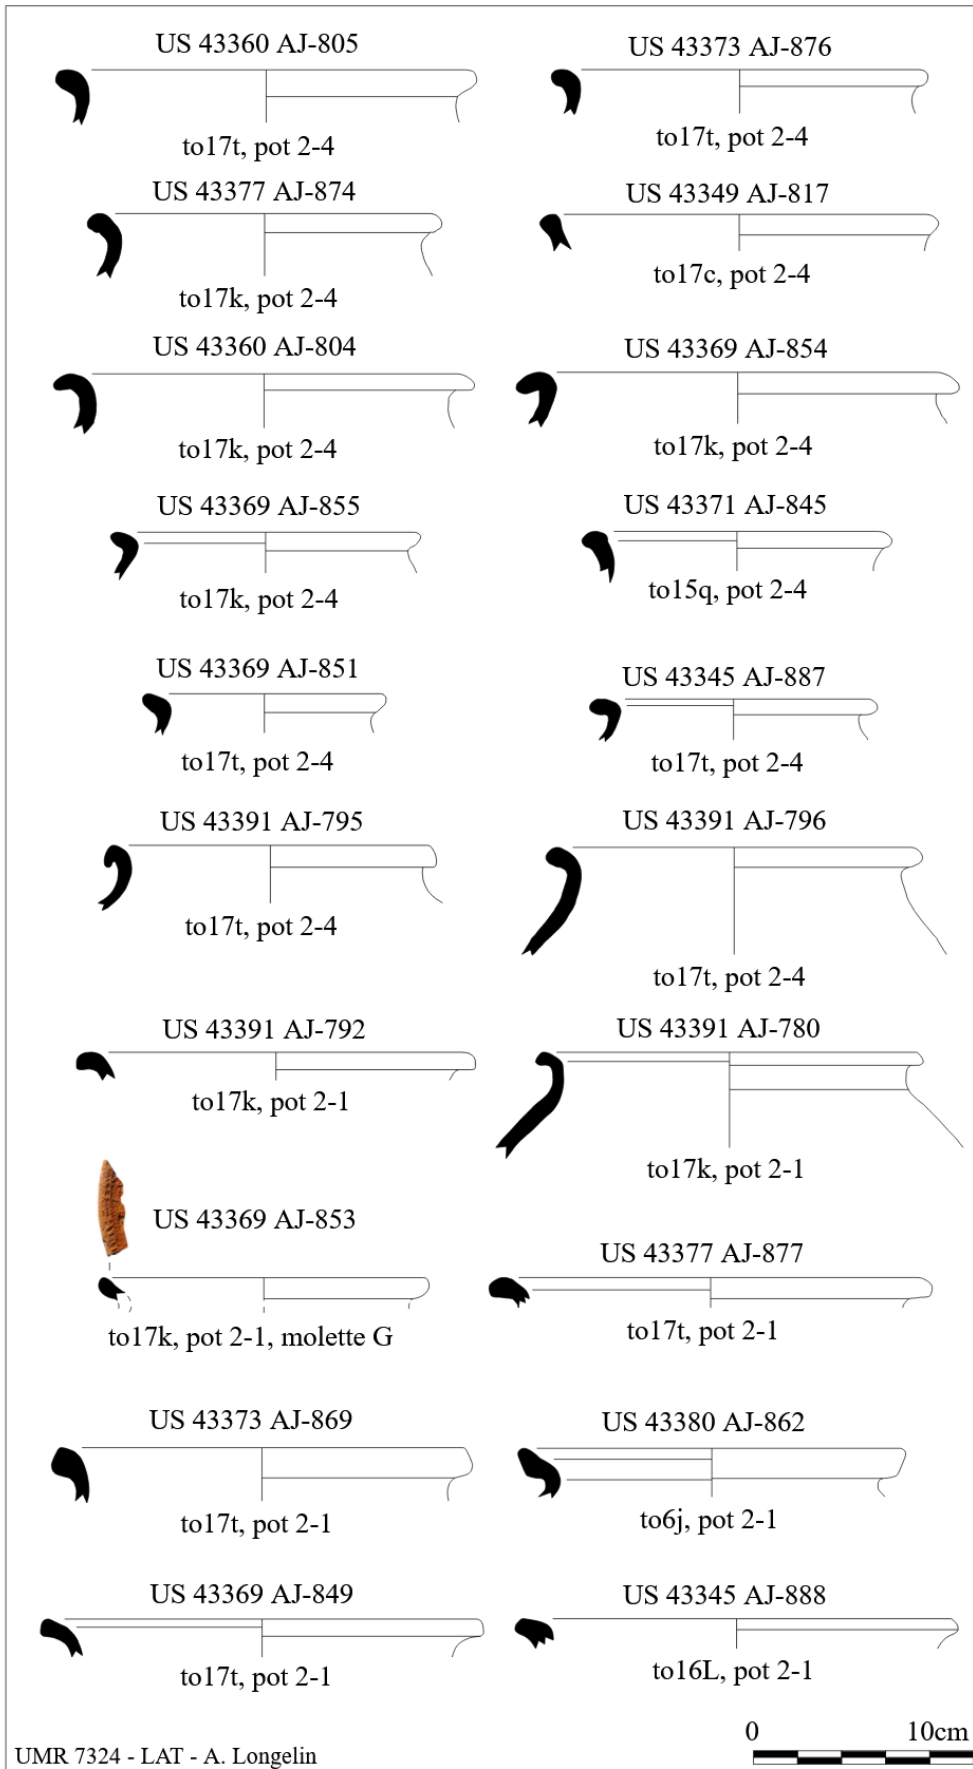 US 43360 AJ-805
US 43373 AJ-876
to17t, pot 2-4
to17t, pot 2-4
US 43377 AJ-874
US 43349 AJ-817
to17k, pot 2-4
to17c, pot 2-4
US 43360 AJ-804
US 43369 AJ-854
to17k, pot 2-4
to17k, pot 2-4
US 43369 AJ-855
US 43371 AJ-845
to17k, pot 2-4
to15q, pot 2-4
US 43369 AJ-851
US 43345 AJ-887
to17t, pot 2-4
to17t, pot 2-4
US 43391 AJ-795
US 43391 AJ-796
to17t, pot 2-4
to17t, pot 2-4
US 43391 AJ-792
US 43391 AJ-780
to17k, pot 2-1
to17k, pot 2-1
US 43369 AJ-853
US 43377 AJ-877
to17k, pot 2-1, molette G
to17t, pot 2-1
US 43373 AJ-869
US 43380 AJ-862
to17t, pot 2-1
to6j, pot 2-1
US 43369 AJ-849
US 43345 AJ-888
to17t, pot 2-1
to16L, pot 2-1
0 10cm
UMR 7324 - LAT - A. Longelin